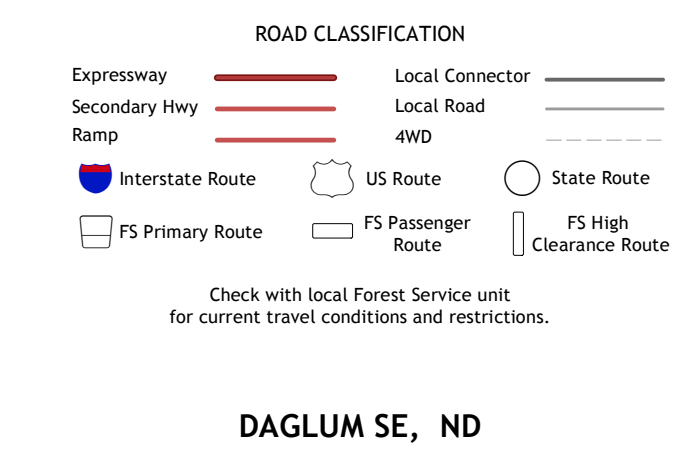 ROAD CLASSIFICATION
Expressway
Local Connector
Secondary Hwy
Local Road
Ramp
4WD
Interstate Route
US Route
State Route
FS Primary Route
FS Passenger
Route
FS High
Clearance Route
Check with local Forest Service unit
for current travel conditions and restrictions.
DAGLUM SE, ND